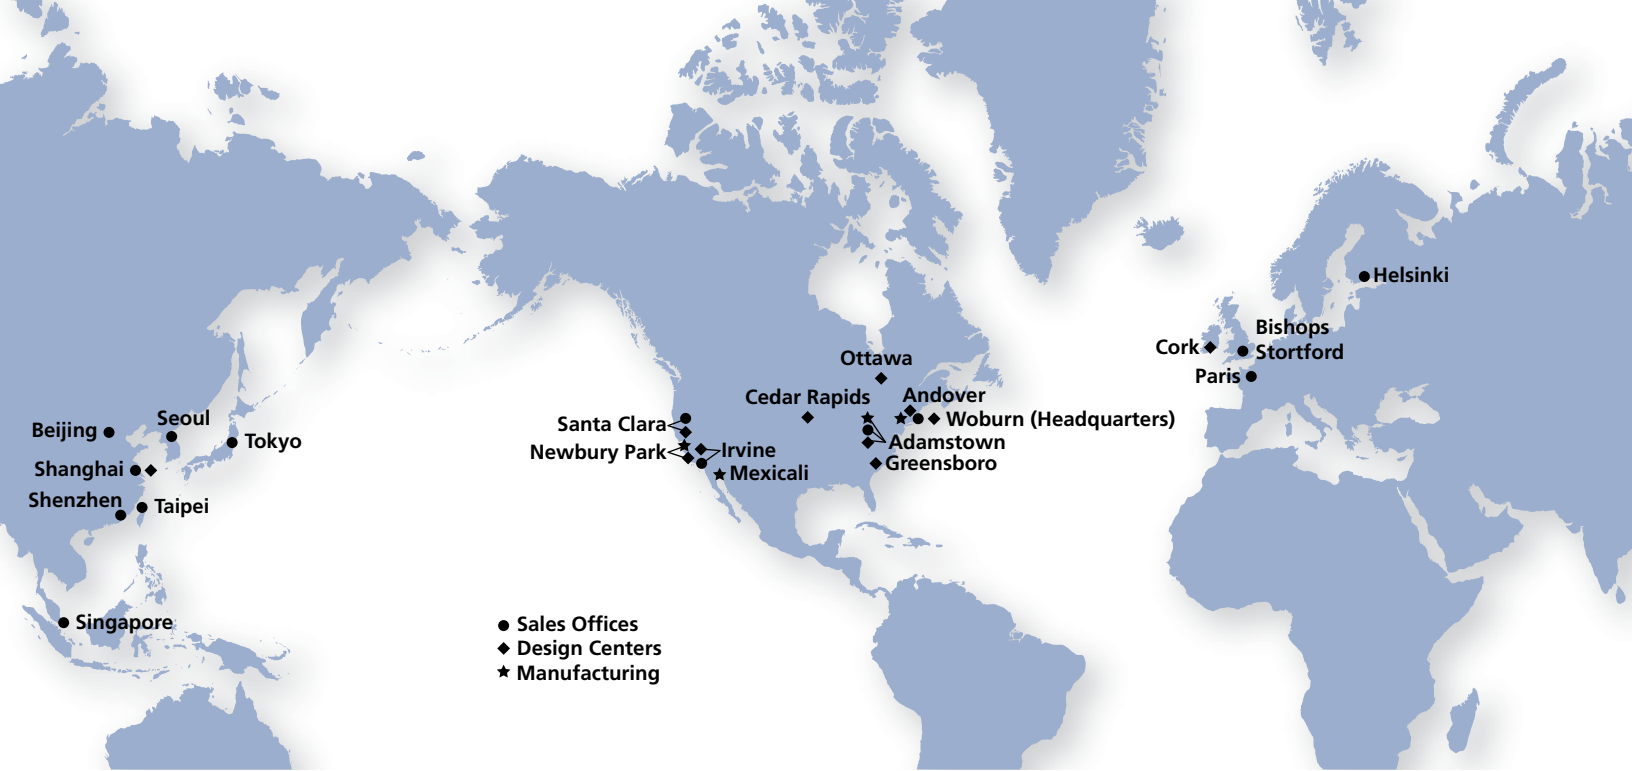 Helsinki
Bishops
Stortford
Cork
Paris
Ottawa
Cedar Rapids
Andover
Woburn (Headquarters)
Adamstown
Greensboro
Santa Clara
Newbury Park
Irvine
Mexicali
Beijing
Seoul
Tokyo
Shanghai
Shenzhen
Taipei
Singapore
Sales Offices
Design Centers
Manufacturing